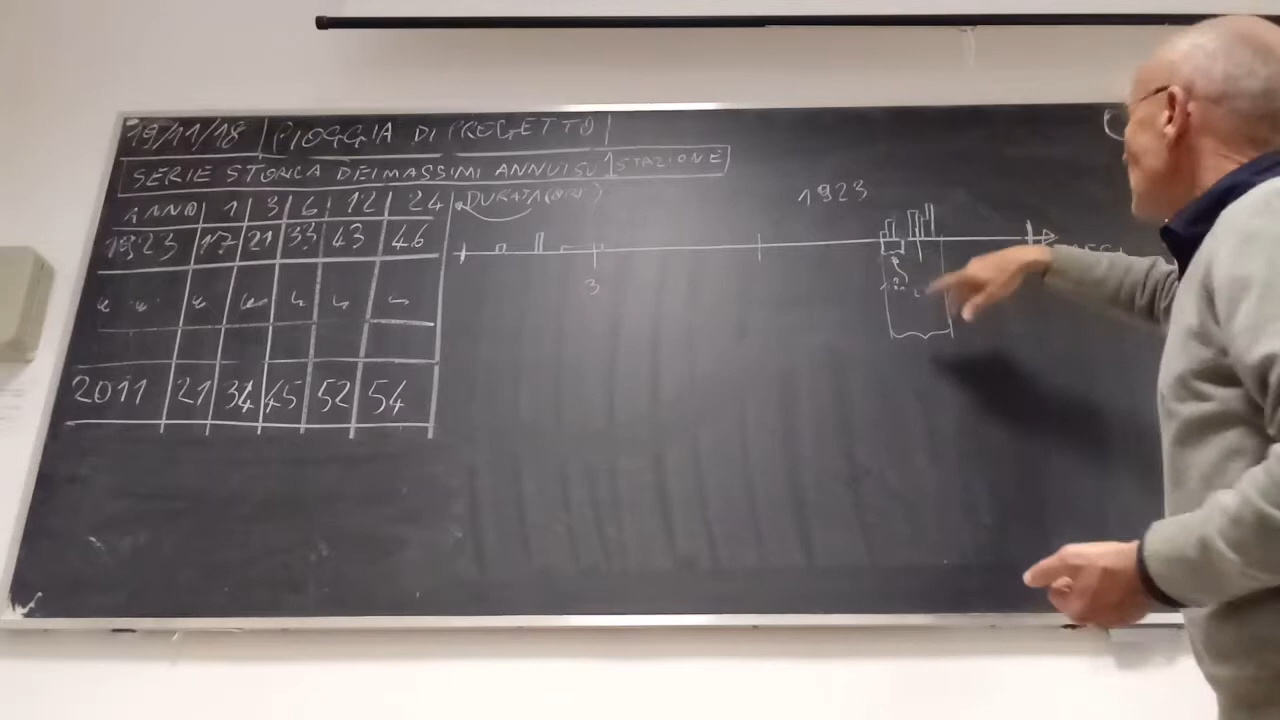 19/11/18 | PIOGGIA DI PROGETTO
SERIE STORICA DEI MASSIMI ANNUI SU 1 STAZIONE
ANNO 1 3 6 12 24 DURATA (ORE)
1923 17 21 33 43 46
2011 21 34 45 52 54
1923
3